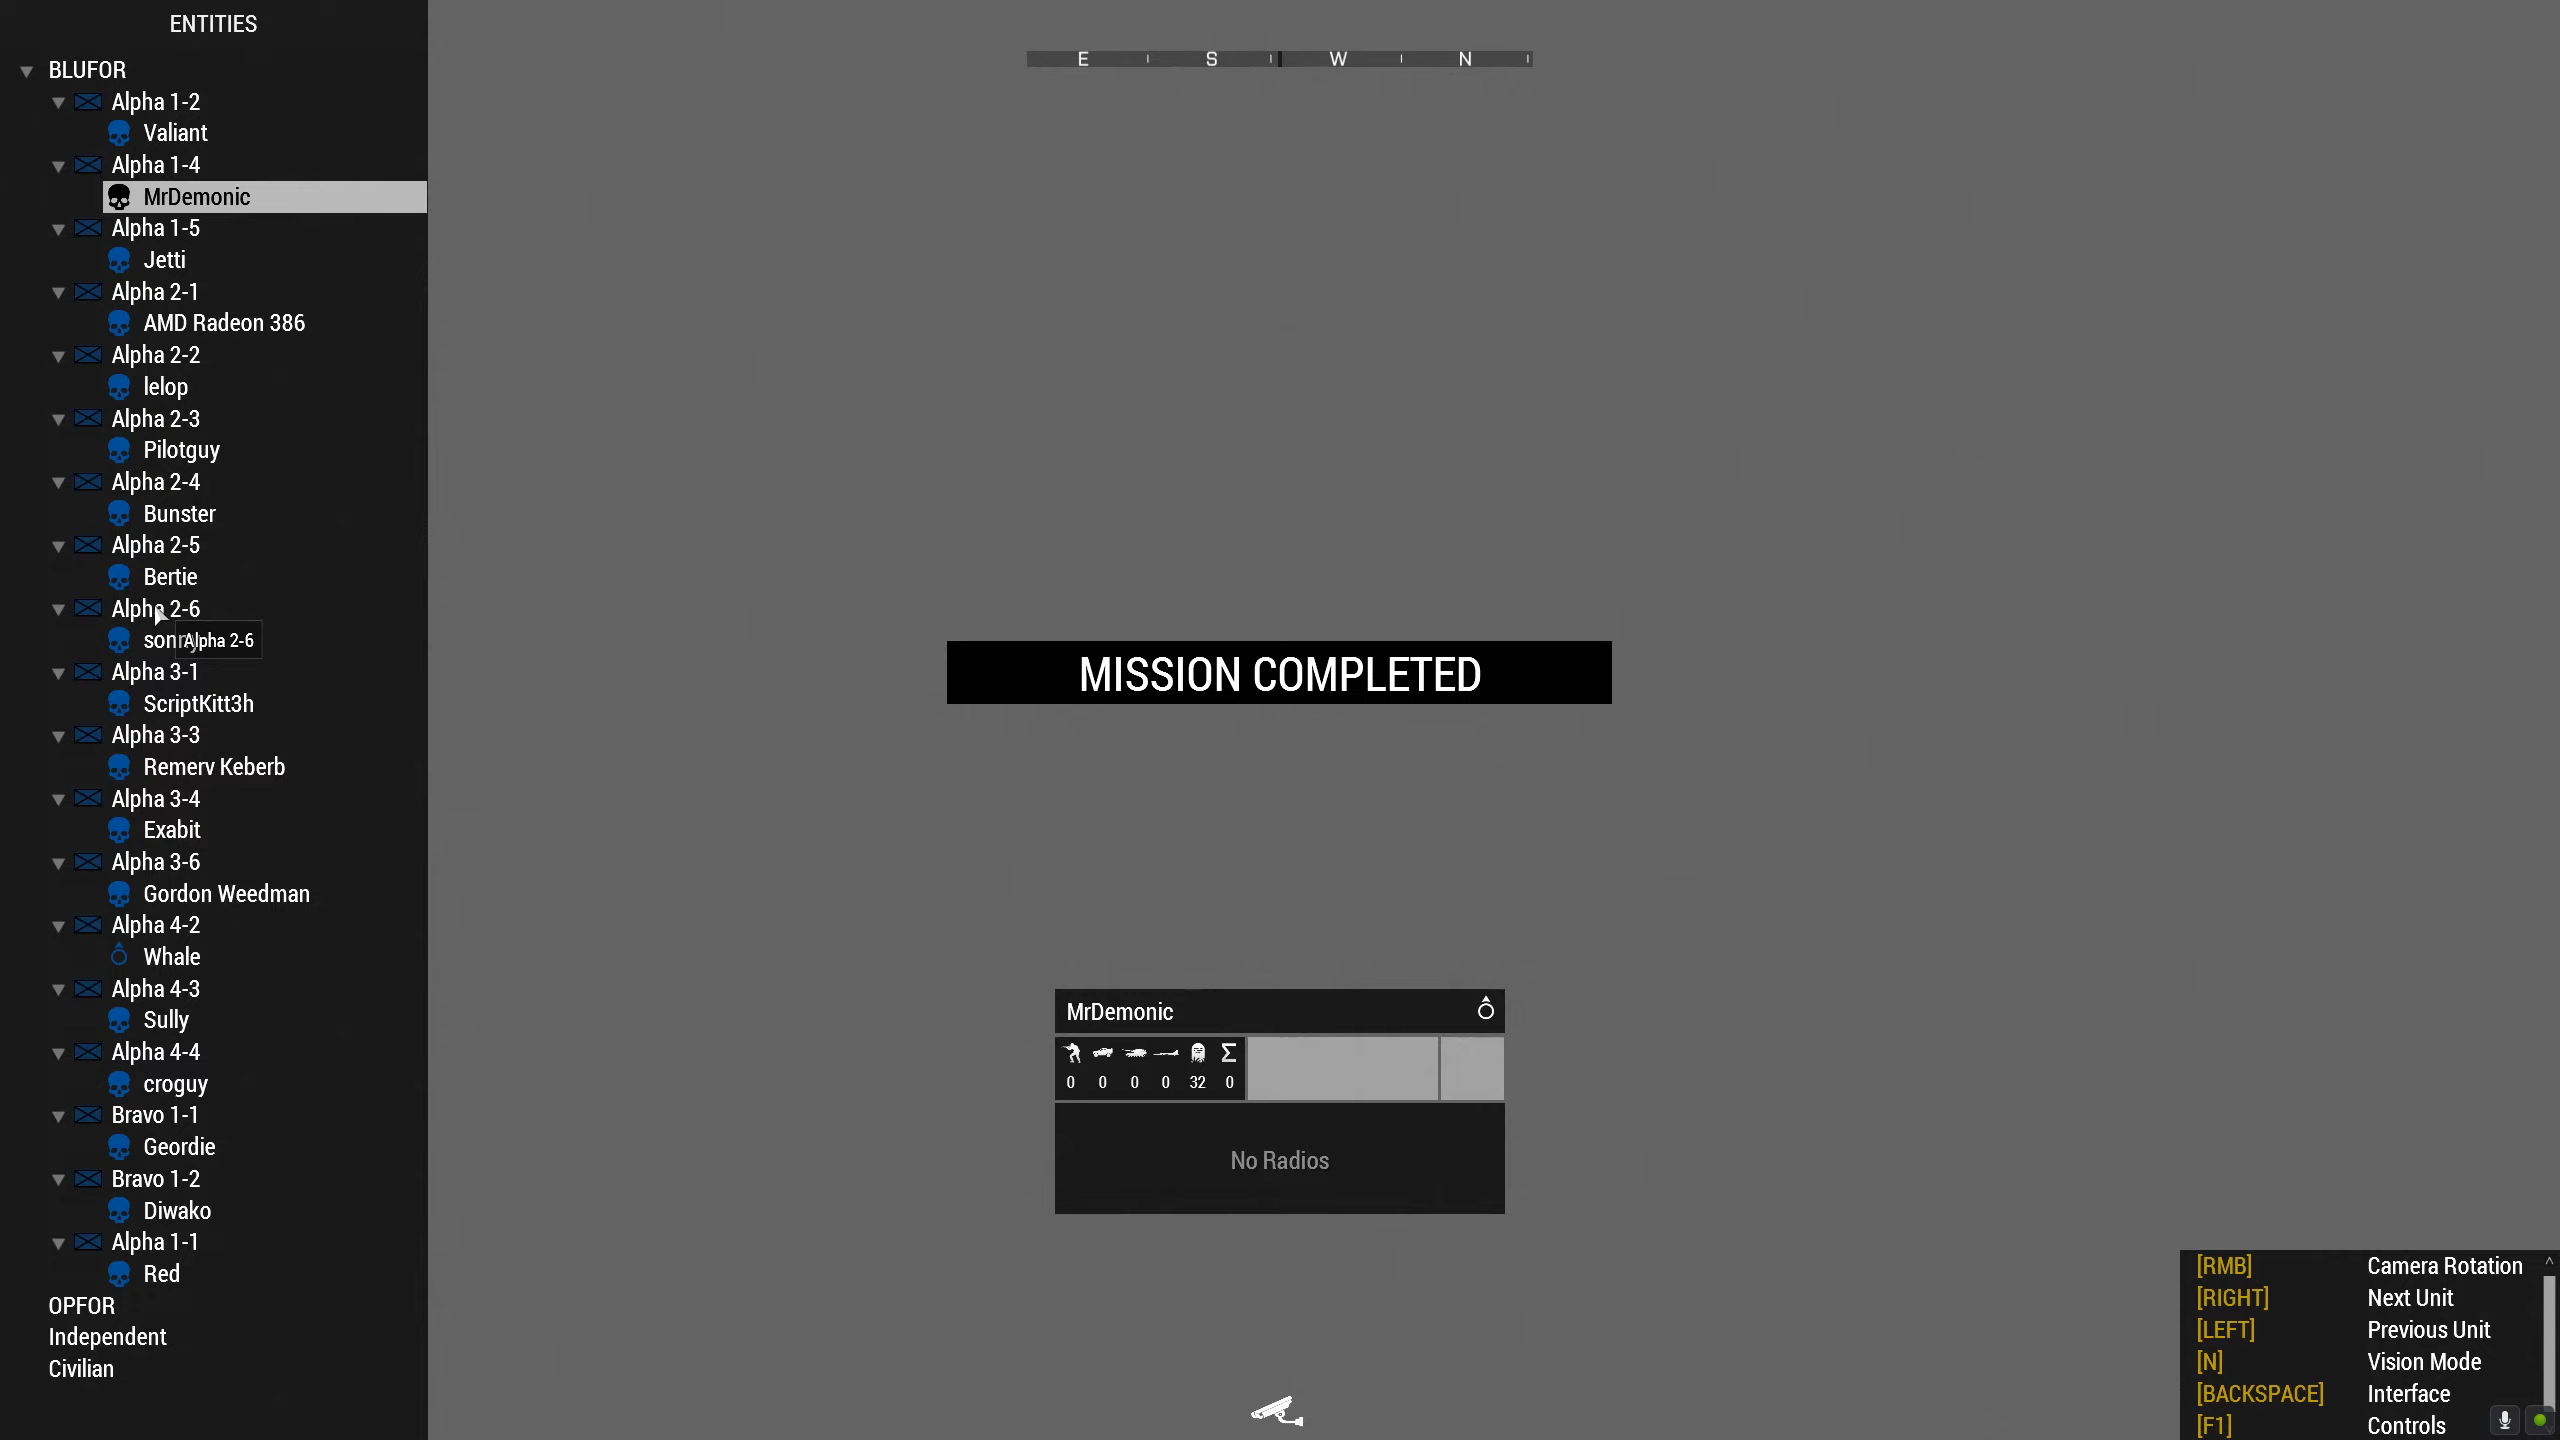 ENTITIES
BLUFOR
Alpha 1-2
Valiant
Alpha 1-4
MrDemonic
Alpha 1-5
Jetti
Alpha 2-1
AMD Radeon 386
Alpha 2-2
lelop
Alpha 2-3
Pilotguy
Alpha 2-4
Bunster
Alpha 2-5
Bertie
Alpha 2-6
Alpha 2-6
Alpha 3-1
ScriptKitt3h
Alpha 3-3
Remerv Keberb
Alpha 3-4
Exabit
Alpha 3-6
Gordon Weedman
Alpha 4-2
Whale
Alpha 4-3
Sully
Alpha 4-4
croguy
Bravo 1-1
Geordie
Bravo 1-2
Diwako
Alpha 1-1
Red
OPFOR
Independent
Civilian
E S W N
MISSION COMPLETED
MrDemonic
Σ
0 0 0 0 32 0
No Radios
[RMB] Camera Rotation
[RIGHT] Next Unit
[LEFT] Previous Unit
[N] Vision Mode
[BACKSPACE] Interface
[F1] Controls